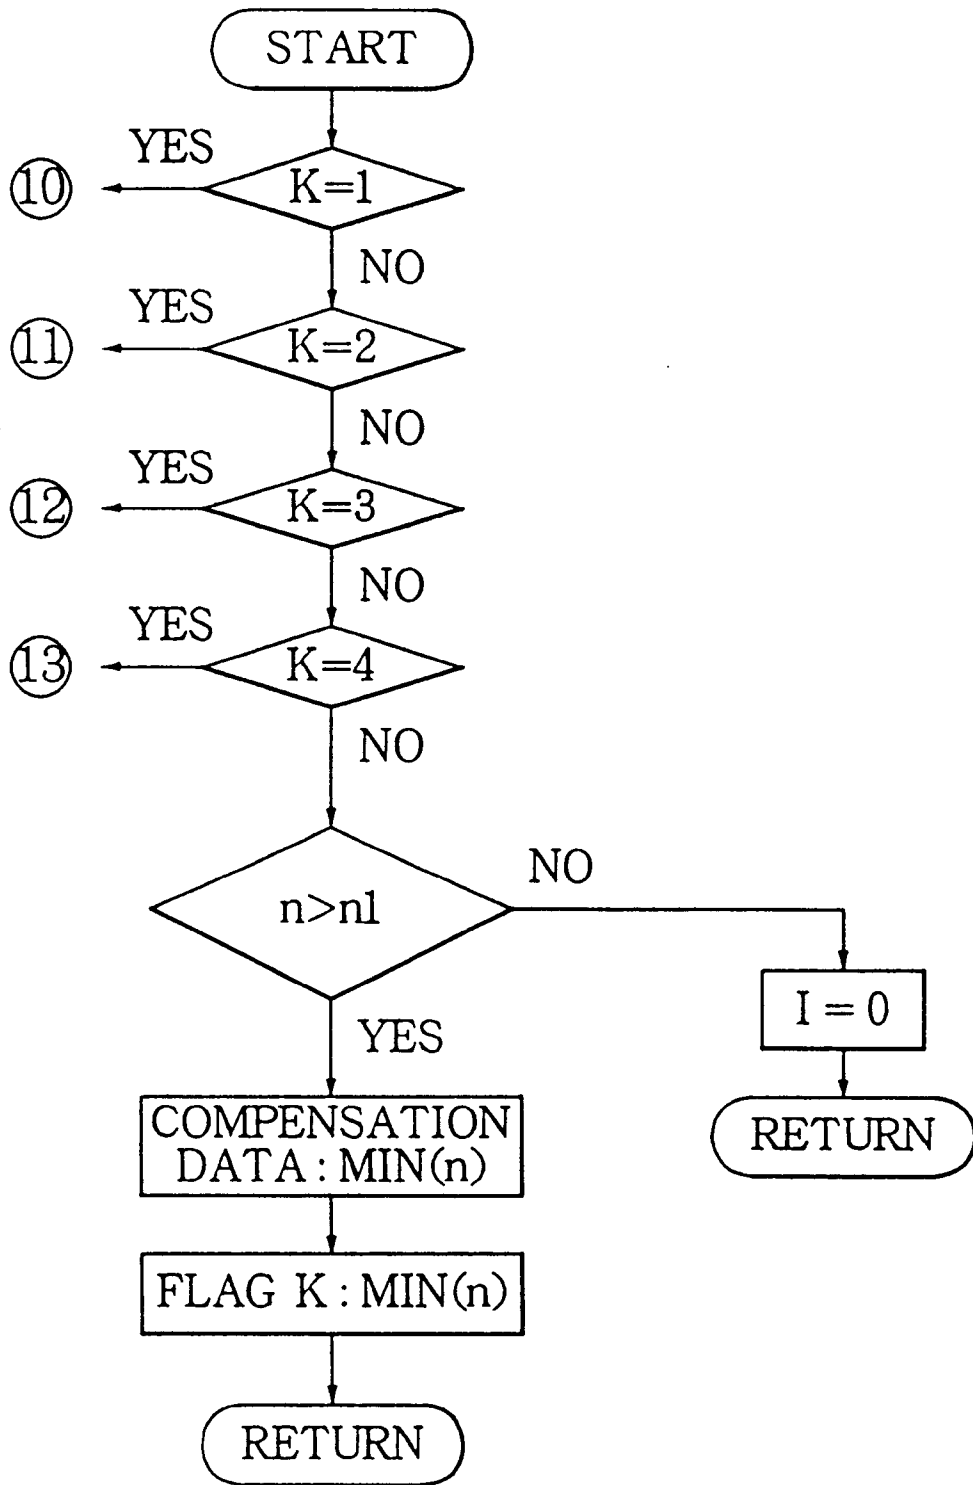 START
YES
10
K=1
NO
YES
11
K=2
NO
YES
12
K=3
NO
YES
13
K=4
NO
n>n1
NO
I = 0
RETURN
YES
COMPENSATION
DATA : MIN(n)
FLAG K : MIN(n)
RETURN